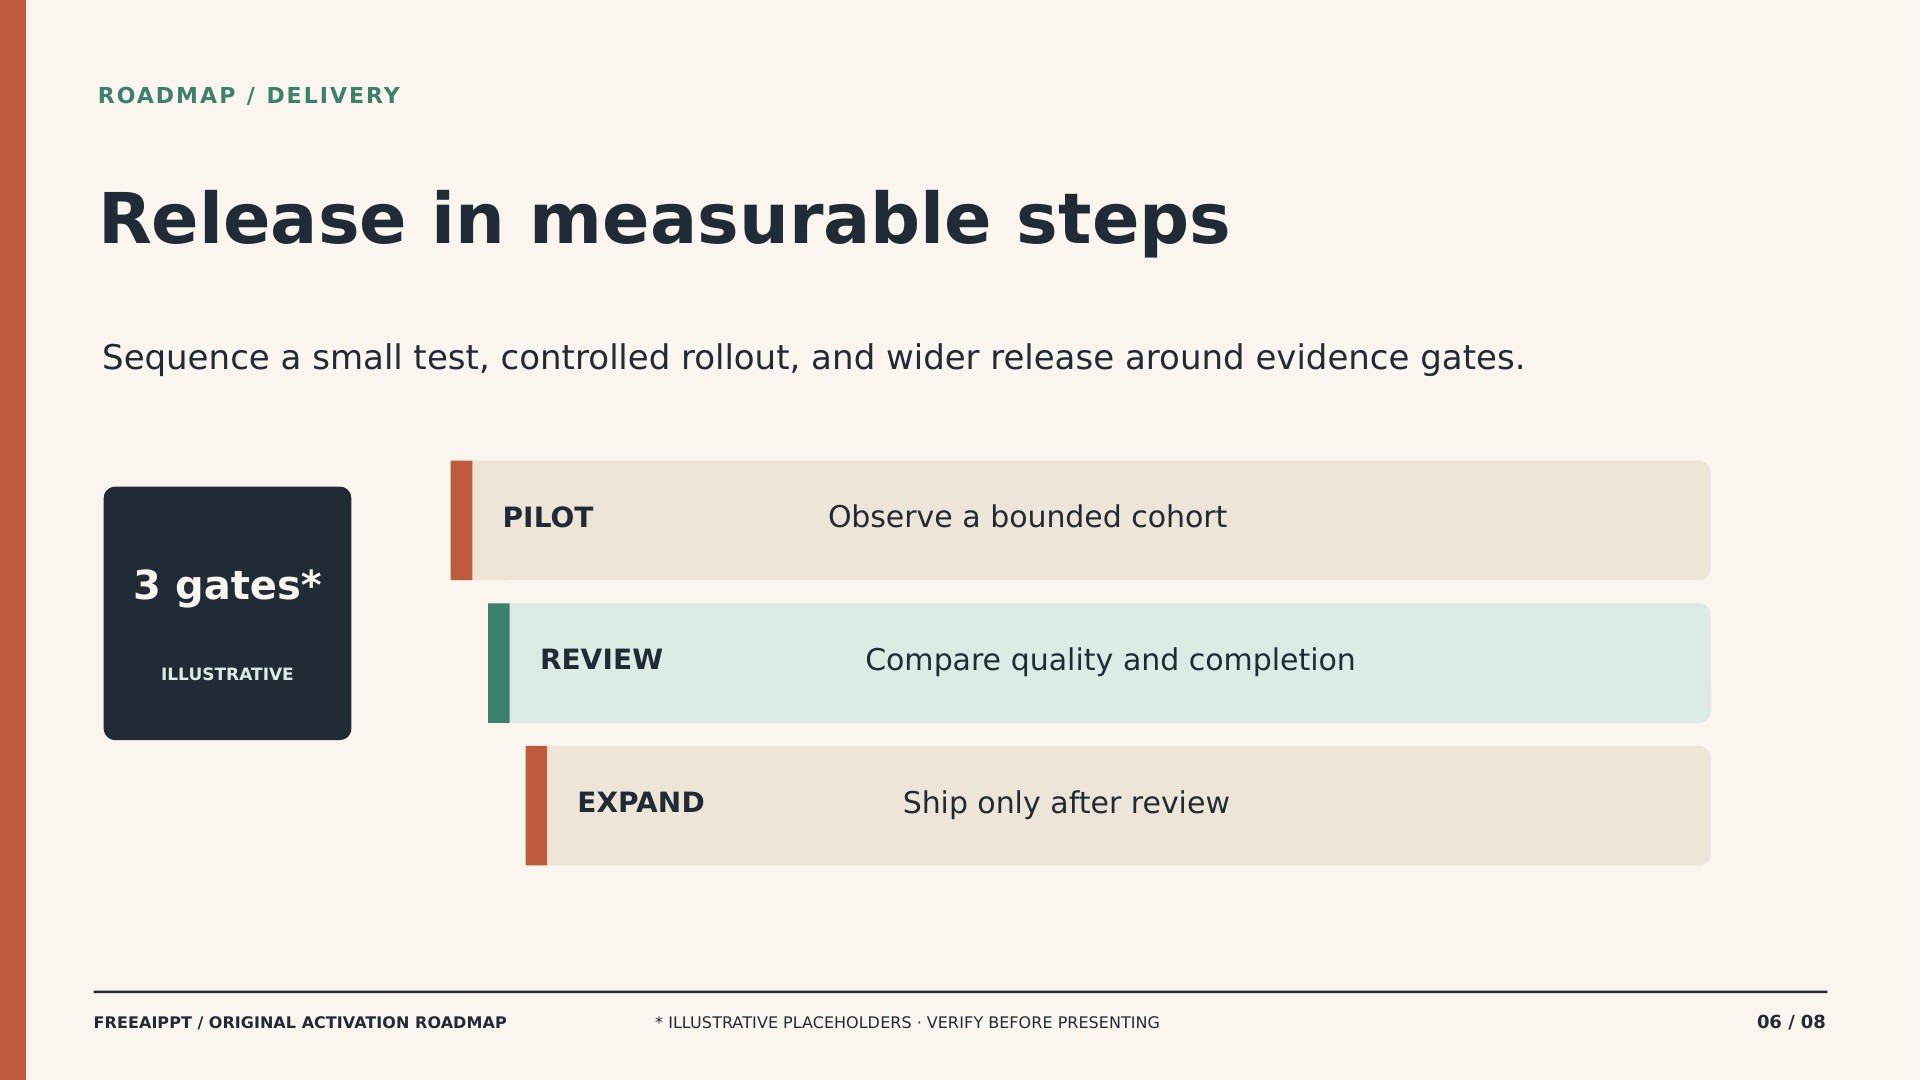 ROADMAP / DELIVERY
Release in measurable steps
Sequence a small test, controlled rollout, and wider release around evidence gates.
3 gates*
ILLUSTRATIVE
PILOT Observe a bounded cohort
REVIEW Compare quality and completion
EXPAND Ship only after review
FREEAIPPT / ORIGINAL ACTIVATION ROADMAP * ILLUSTRATIVE PLACEHOLDERS · VERIFY BEFORE PRESENTING 06 / 08